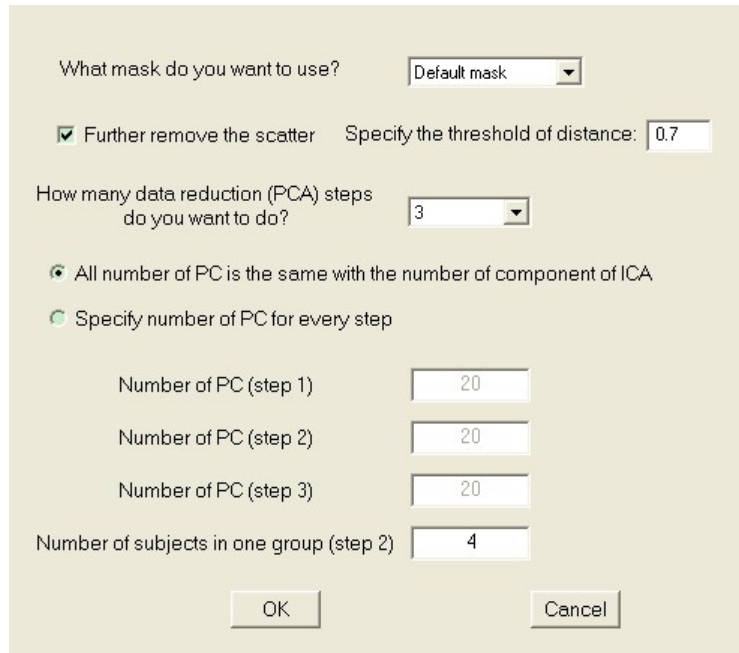 What mask do you want to use? Default mask
Further remove the scatter Specify the threshold of distance: 0.7
How many data reduction (PCA) steps
do you want to do? 3
All number of PC is the same with the number of component of ICA
Specify number of PC for every step
Number of PC (step 1) 20
Number of PC (step 2) 20
Number of PC (step 3) 20
Number of subjects in one group (step 2) 4
OK Cancel